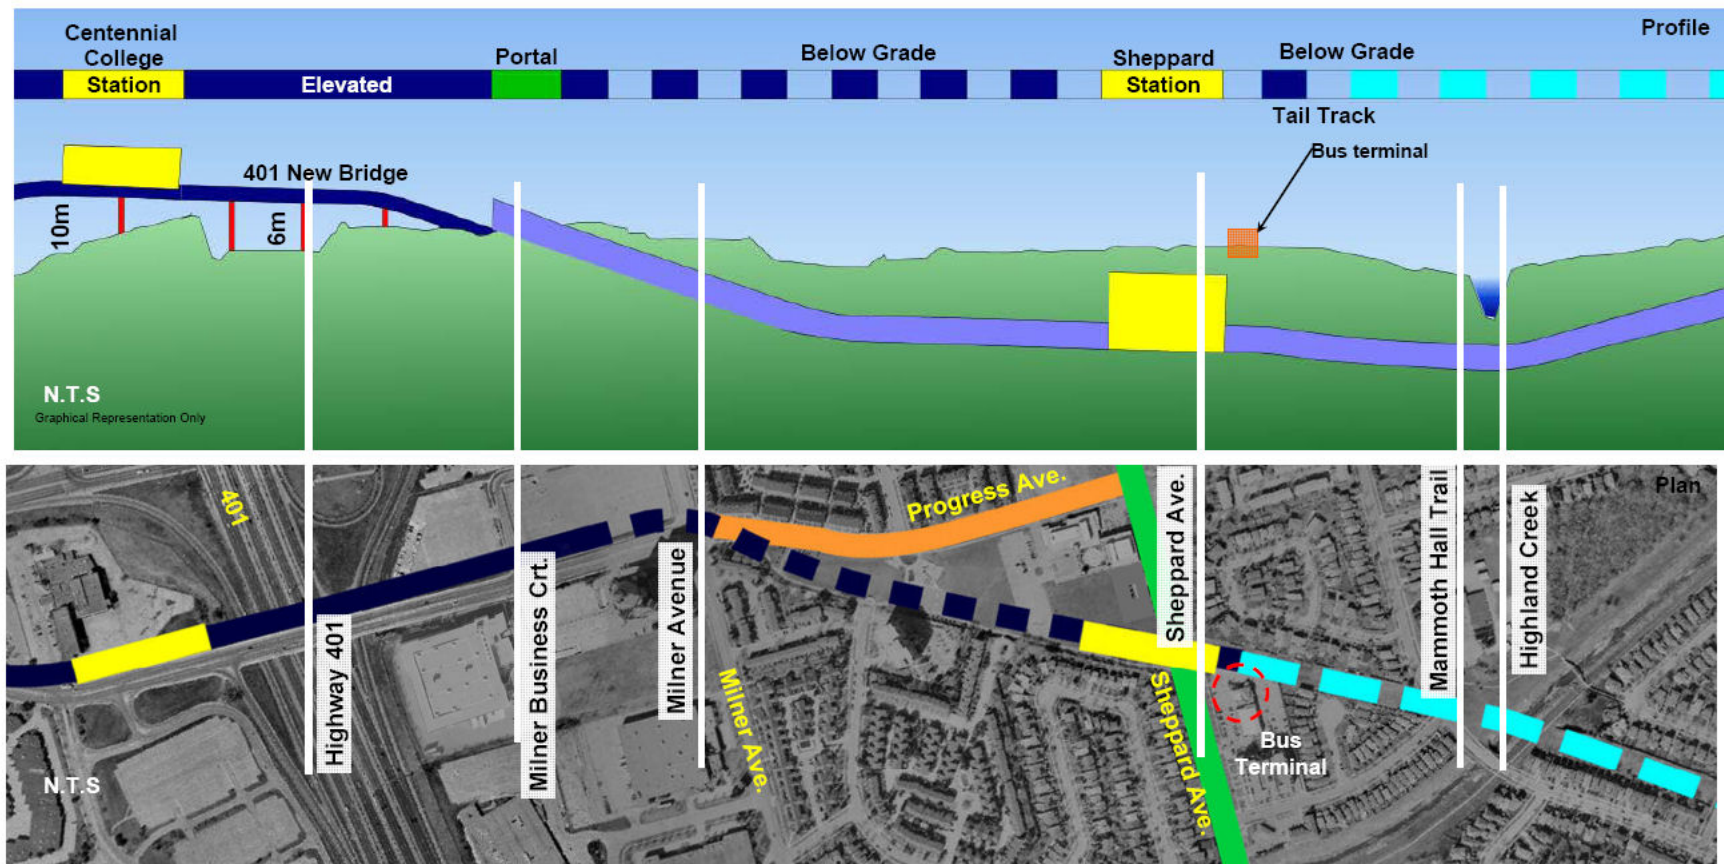 Centennial
College
Station
Elevated
Portal
Below Grade
Sheppard
Station
Below Grade
Profile
Tail Track
Bus terminal
401 New Bridge
10m
6m
N.T.S
Graphical Representation Only
401
Highway 401
Milner Business Crt.
Milner Avenue
Milner Ave.
Progress Ave.
Sheppard Ave.
Sheppard Ave.
Bus
Terminal
Mammoth Hall Trail
Highland Creek
Plan
N.T.S